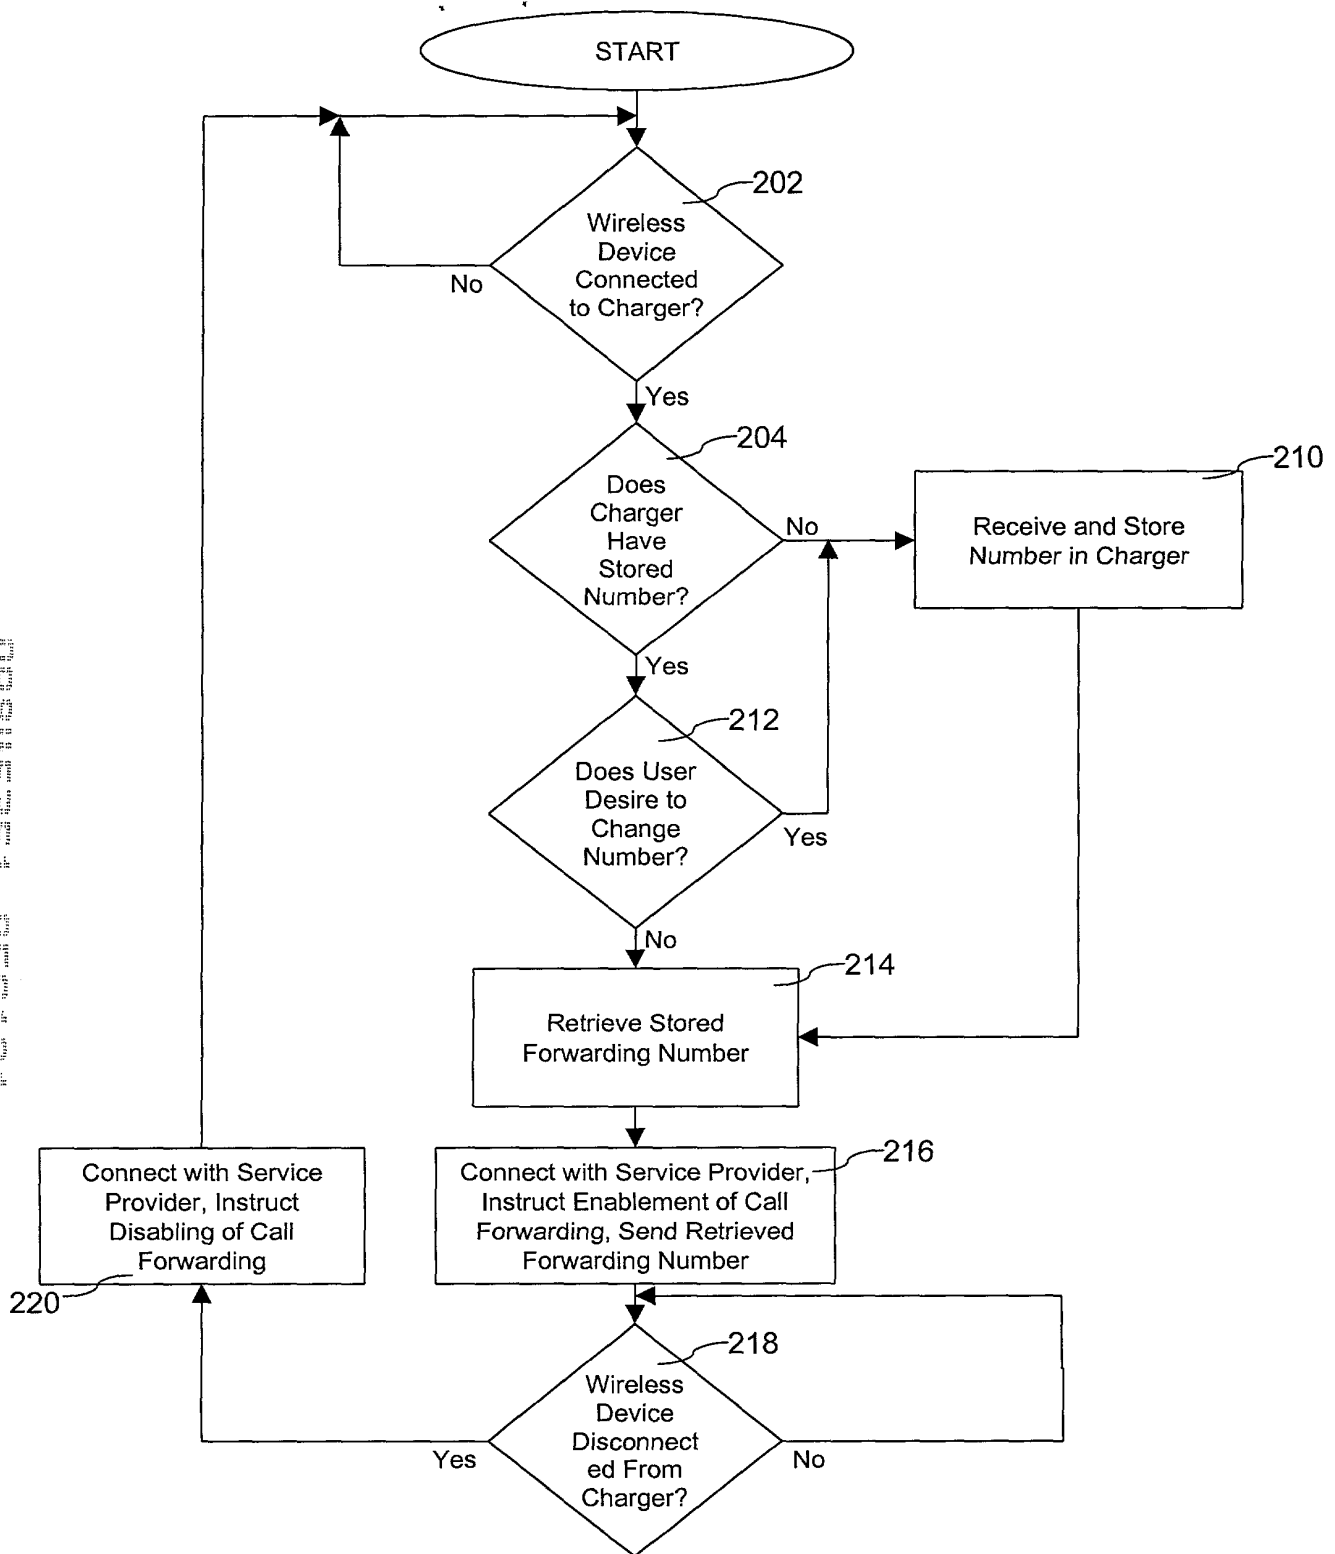 START
202
Wireless
Device
Connected
to Charger?
No
Yes
204
Does
Charger
Have
Stored
Number?
No
210
Receive and Store
Number in Charger
Yes
212
Does User
Desire to
Change
Number?
Yes
No
214
Retrieve Stored
Forwarding Number
216
Connect with Service Provider,
Instruct Enablement of Call
Forwarding, Send Retrieved
Forwarding Number
Connect with Service
Provider, Instruct
Disabling of Call
Forwarding
220
218
Wireless
Device
Disconnect
ed From
Charger?
Yes
No